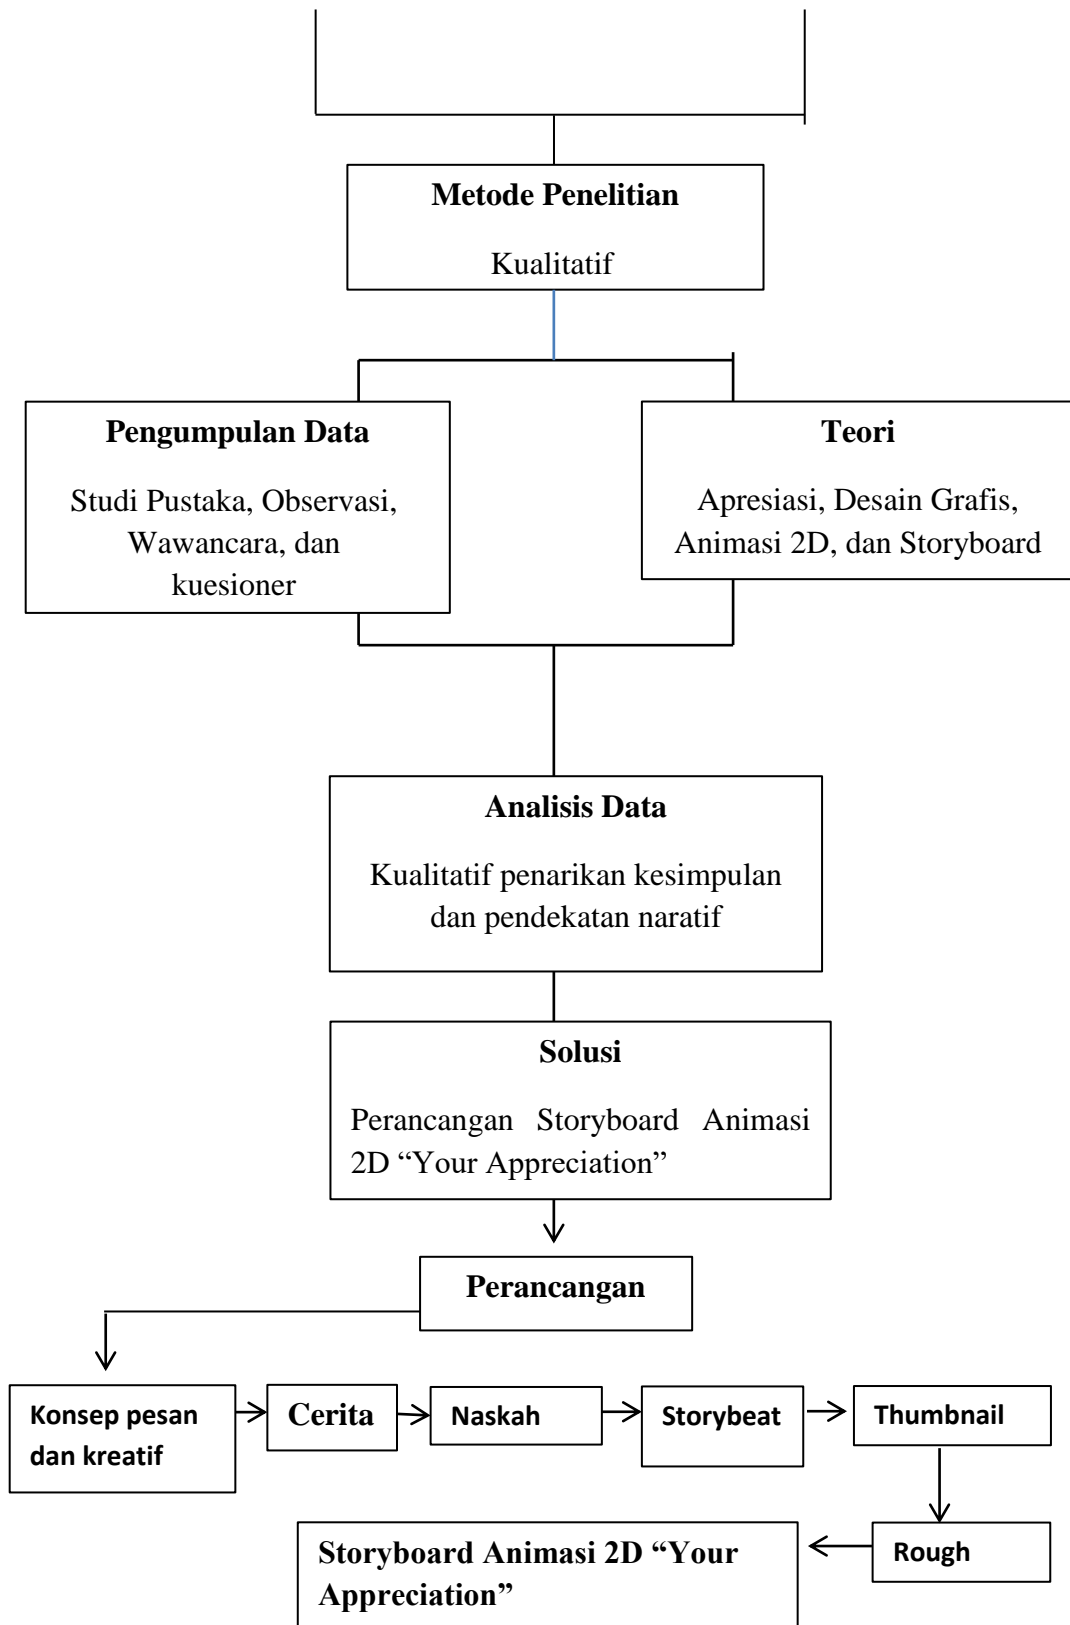 Metode Penelitian
Kualitatif
Pengumpulan Data
Studi Pustaka, Observasi,
Wawancara, dan
kuesioner
Teori
Apresiasi, Desain Grafis,
Animasi 2D, dan Storyboard
Analisis Data
Kualitatif penarikan kesimpulan
dan pendekatan naratif
Solusi
Perancangan Storyboard Animasi
2D “Your Appreciation”
Perancangan
Konsep pesan
dan kreatif
Cerita
Naskah
Storybeat
Thumbnail
Rough
Storyboard Animasi 2D “Your
Appreciation”